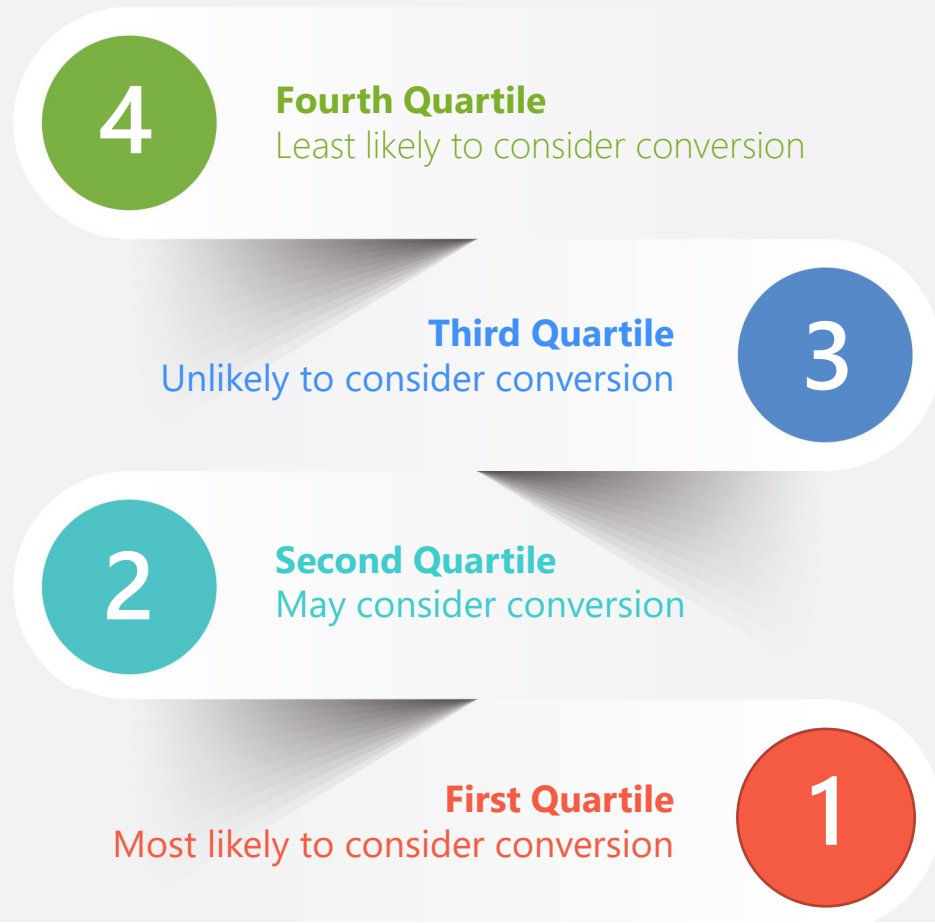 4
Fourth Quartile
Least likely to consider conversion
Third Quartile
Unlikely to consider conversion
3
2
Second Quartile
May consider conversion
First Quartile
Most likely to consider conversion
1